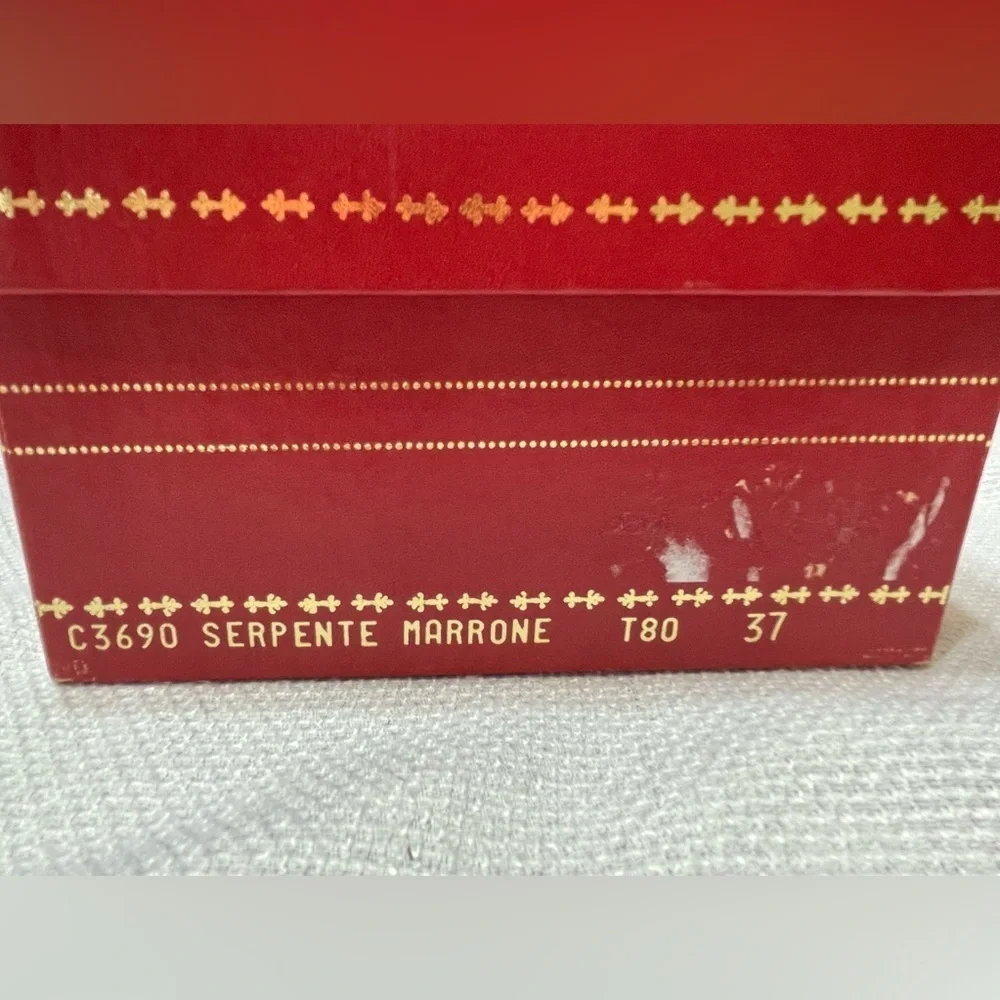 C3690 SERPENTE MARRONE T80 37